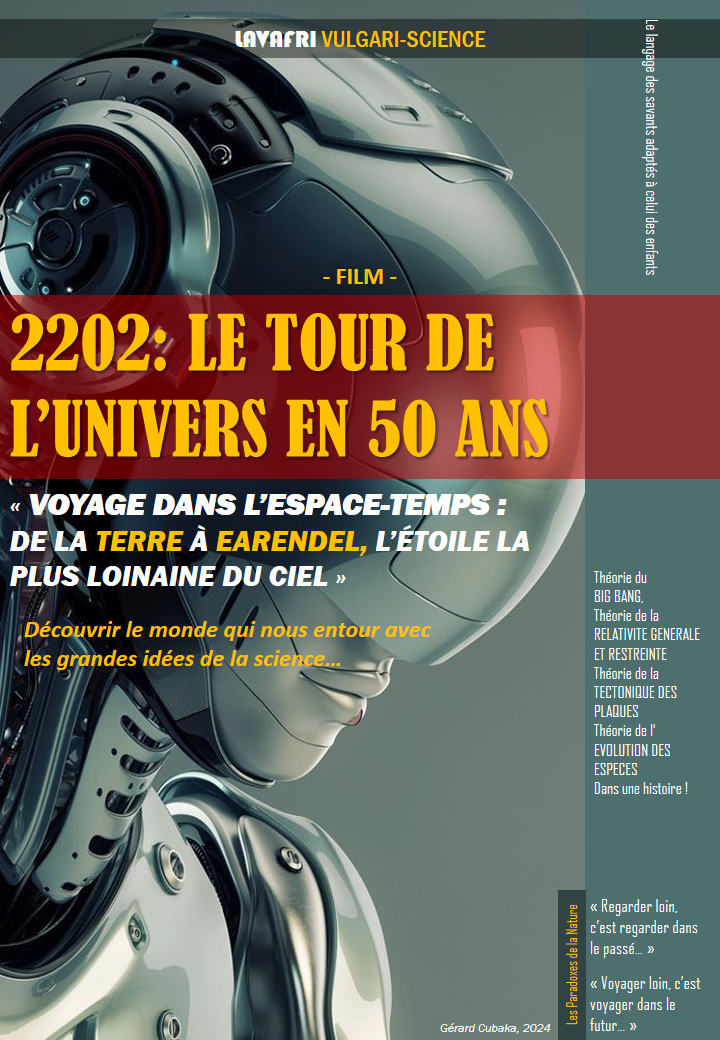 LAVAFRI VULGARI-SCIENCE
Le langage des savants adaptés à celui des enfants
- FILM -
2202: LE TOUR DE
L'UNIVERS EN 50 ANS
« VOYAGE DANS L'ESPACE-TEMPS :
DE LA TERRE À EARENDEL, L'ÉTOILE LA
PLUS LOINAINE DU CIEL »
Découvrir le monde qui nous entour avec
les grandes idées de la science...
Théorie du
BIG BANG,
Théorie de la
RELATIVITE GENERALE
ET RESTREINTE
Théorie de la
TECTONIQUE DES
PLAQUES
Théorie de l'
EVOLUTION DES
ESPECES
Dans une histoire !
Les Paradoxes de la Nature
« Regarder loin,
c'est regarder dans
le passé... »
« Voyager loin, c'est
voyager dans le
futur... »
Gérard Cubaka, 2024